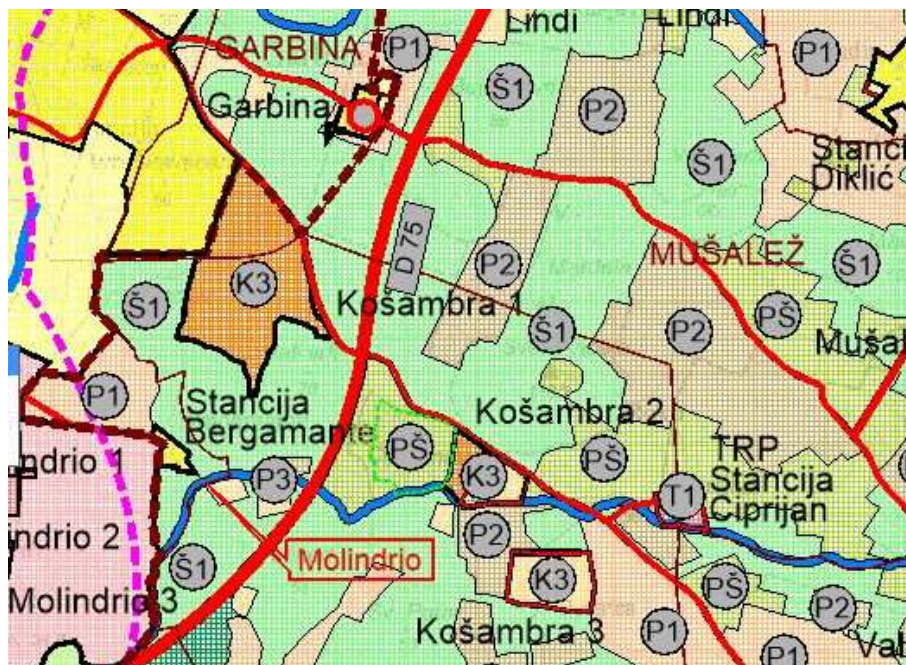 Lindi
Lindi
GARBINA
P1
P1
Garbina
Š1
P2
Š1
Stanci
Diklić
D 75
P2
MUŠALEŽ
Š1
K3
Š1
Košambra 1
Š1
P2
PŠ
Mušal
P1
Stancija
Bergamante
Košambra 2
PŠ
PŠ
TRP
Stancija
Ciprijan
ndrio 1
P3
K3
T1
ndrio 2
P2
Molindrio
Š1
K3
PŠ
Molindrio 3
P2
Košambra 3
P1
Val
P1